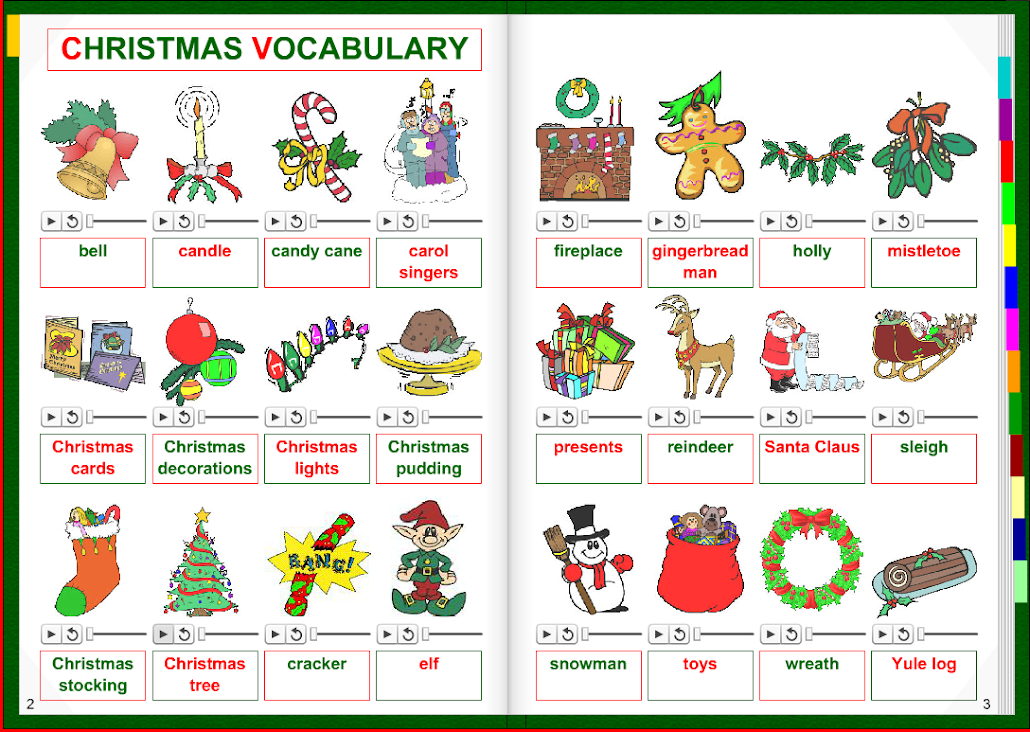 CHRISTMAS VOCABULARY
bell
candle
candy cane
carol
singers
Christmas
cards
Christmas
decorations
Christmas
lights
Christmas
pudding
BANG!
Christmas
stocking
Christmas
tree
cracker
elf
2
fireplace
gingerbread
man
holly
mistletoe
presents
reindeer
Santa Claus
sleigh
snowman
toys
wreath
Yule log
3